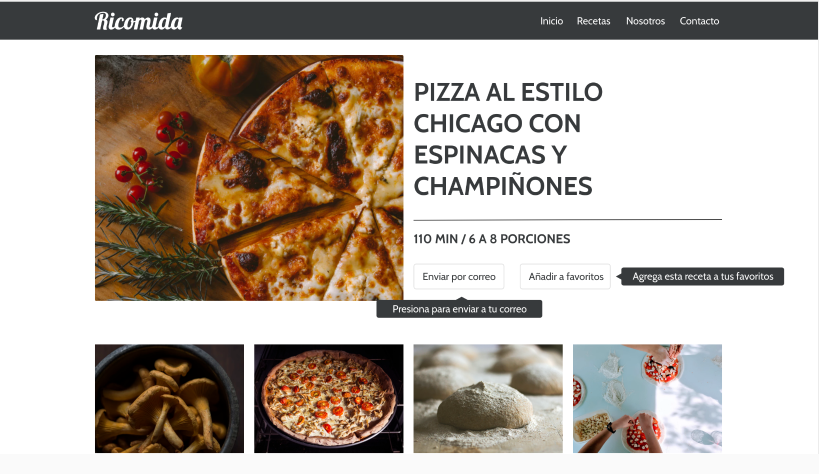 Ricomida
Inicio Recetas Nosotros Contacto
PIZZA AL ESTILO
CHICAGO CON
ESPINACAS Y
CHAMPIÑONES
110 MIN / 6 A 8 PORCIONES
Enviar por correo
Añadir a favoritos
Agrega esta receta a tus favoritos
Presiona para enviar a tu correo